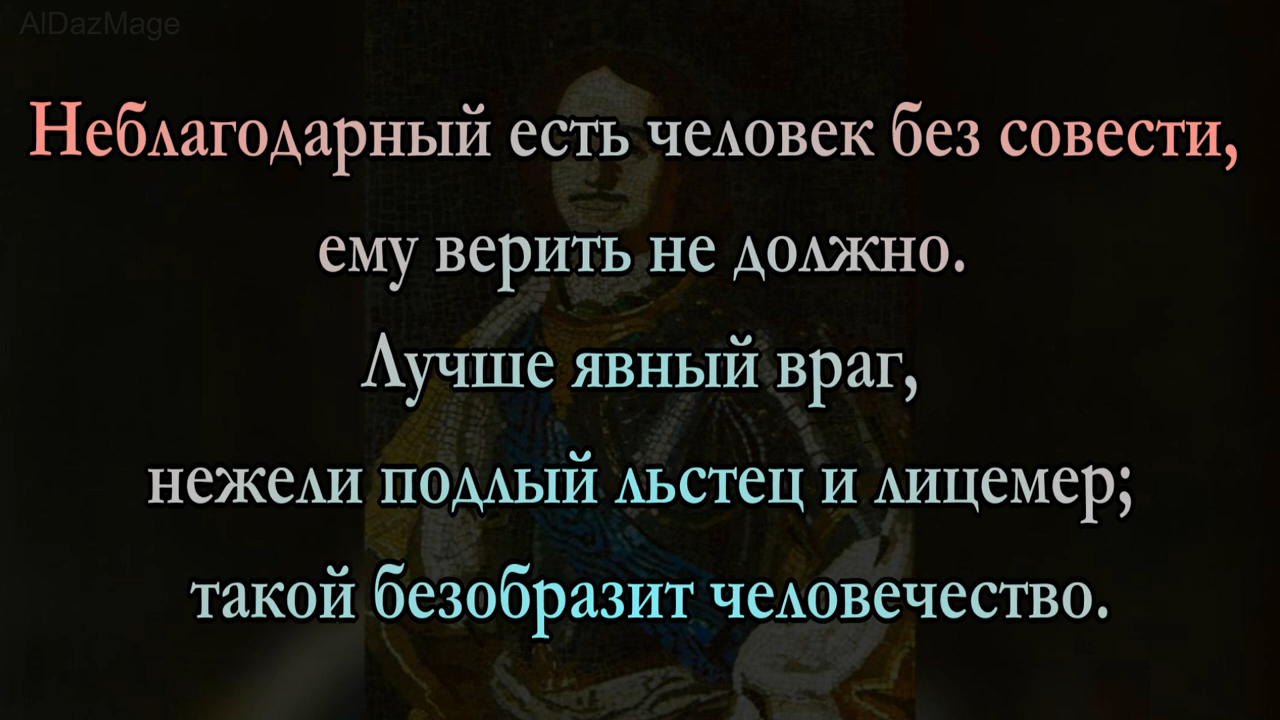 AlDazMage
Неблагодарный есть человек без совести,
ему верить не должно.
Лучше явный враг,
нежели подлый льстец и лицемер;
такой безобразит человечество.